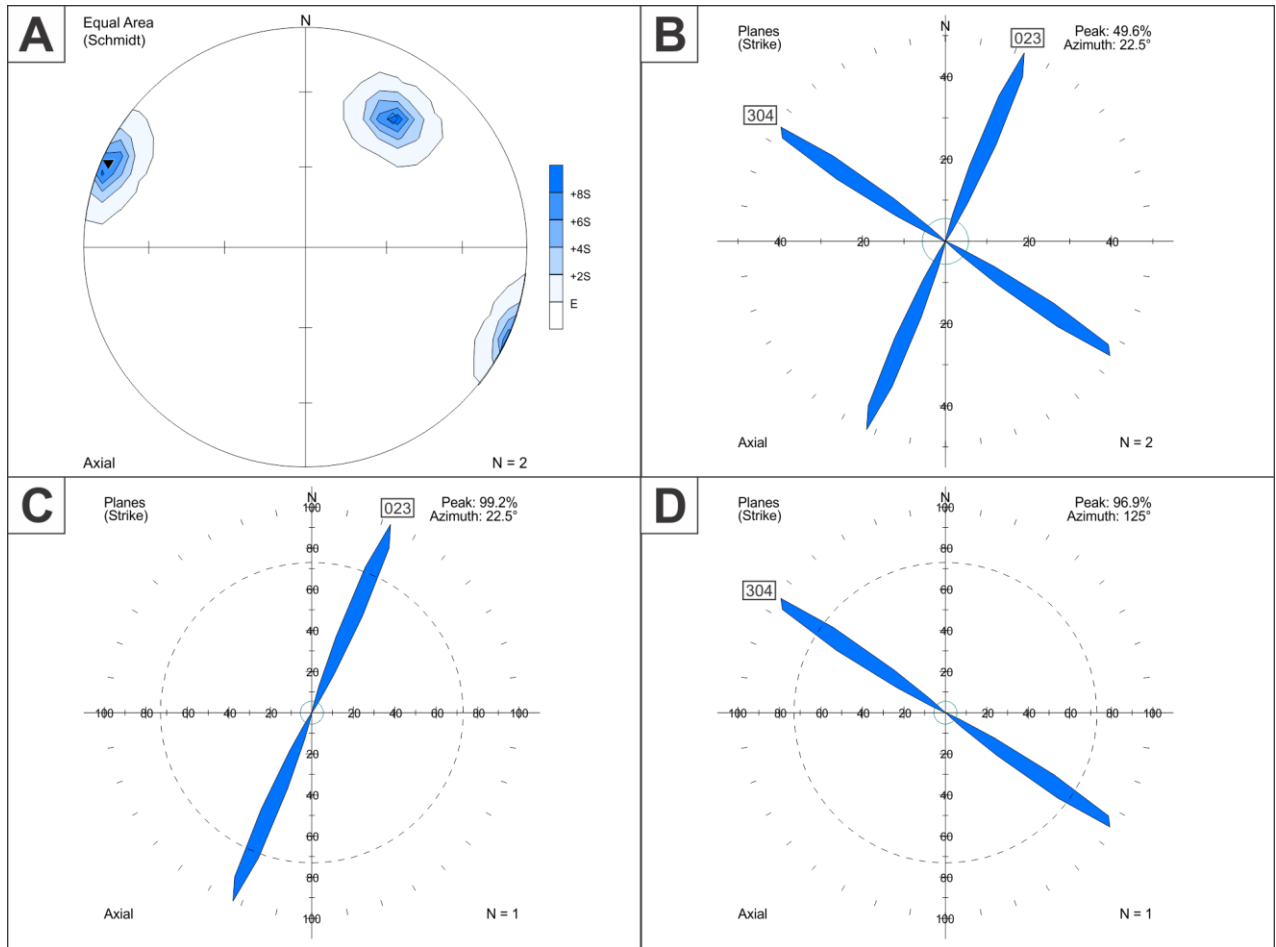 A
Equal Area
(Schmidt)
N
+8S
+6S
+4S
+2S
E
Axial
N = 2
B
Planes
(Strike)
N
Peak: 49.6%
Azimuth: 22.5°
023
304
40
20
40
20
20
40
20
40
Axial
N = 2
C
Planes
(Strike)
N
100
023
Peak: 99.2%
Azimuth: 22.5°
80
60
40
20
100 80 60 40 20 20 40 60 80 100
20
40
60
80
100
Axial
N = 1
D
Planes
(Strike)
N
100
Peak: 96.9%
Azimuth: 125°
304
80
60
40
20
100 80 60 40 20 20 40 60 80 100
20
40
60
80
100
Axial
N = 1